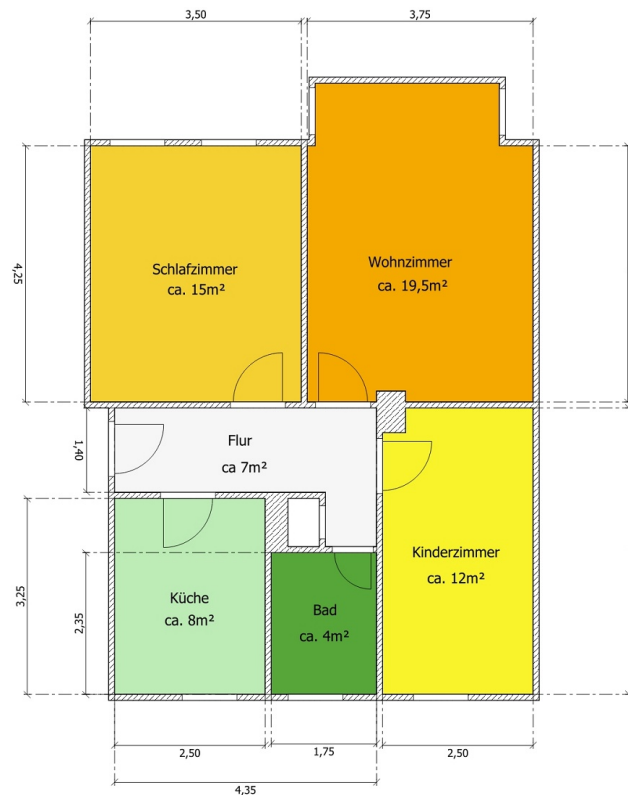 3,50
3,75
4,25
Schlafzimmer
ca. 15m²
Wohnzimmer
ca. 19,5m²
1,40
Flur
ca 7m²
3,25
2,35
Küche
ca. 8m²
Bad
ca. 4m²
Kinderzimmer
ca. 12m²
2,50
1,75
2,50
4,35